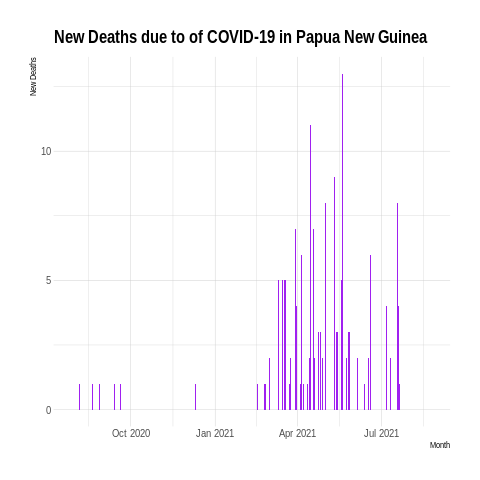 New Deaths due to of COVID-19 in Papua New Guinea
New Deaths
10
5
0
Oct 2020 Jan 2021 Apr 2021 Jul 2021
Month